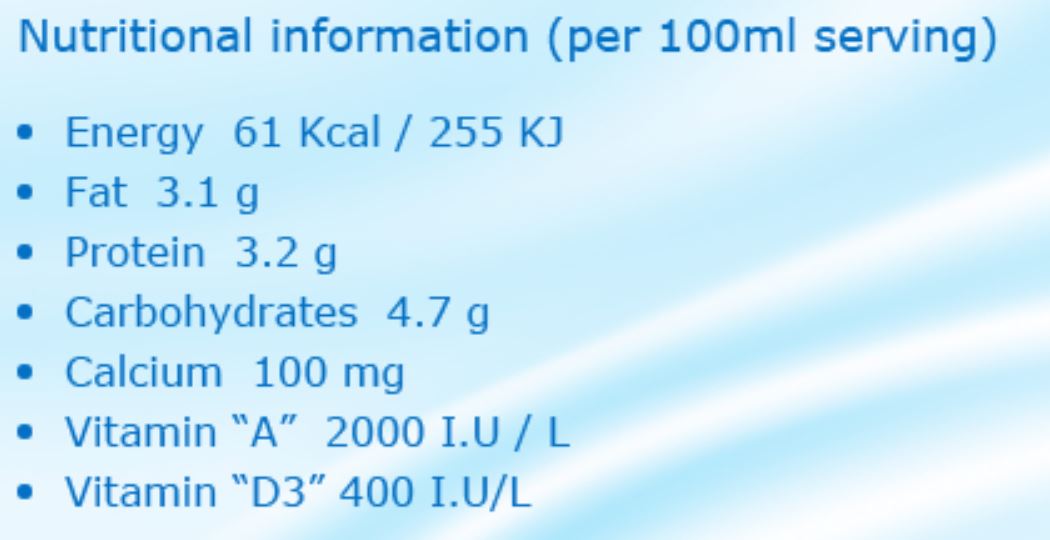 Nutritional information (per 100ml serving)
• Energy  61 Kcal / 255 KJ
• Fat  3.1 g
• Protein  3.2 g
• Carbohydrates  4.7 g
• Calcium  100 mg
• Vitamin “A”  2000 I.U / L
• Vitamin “D3” 400 I.U/L